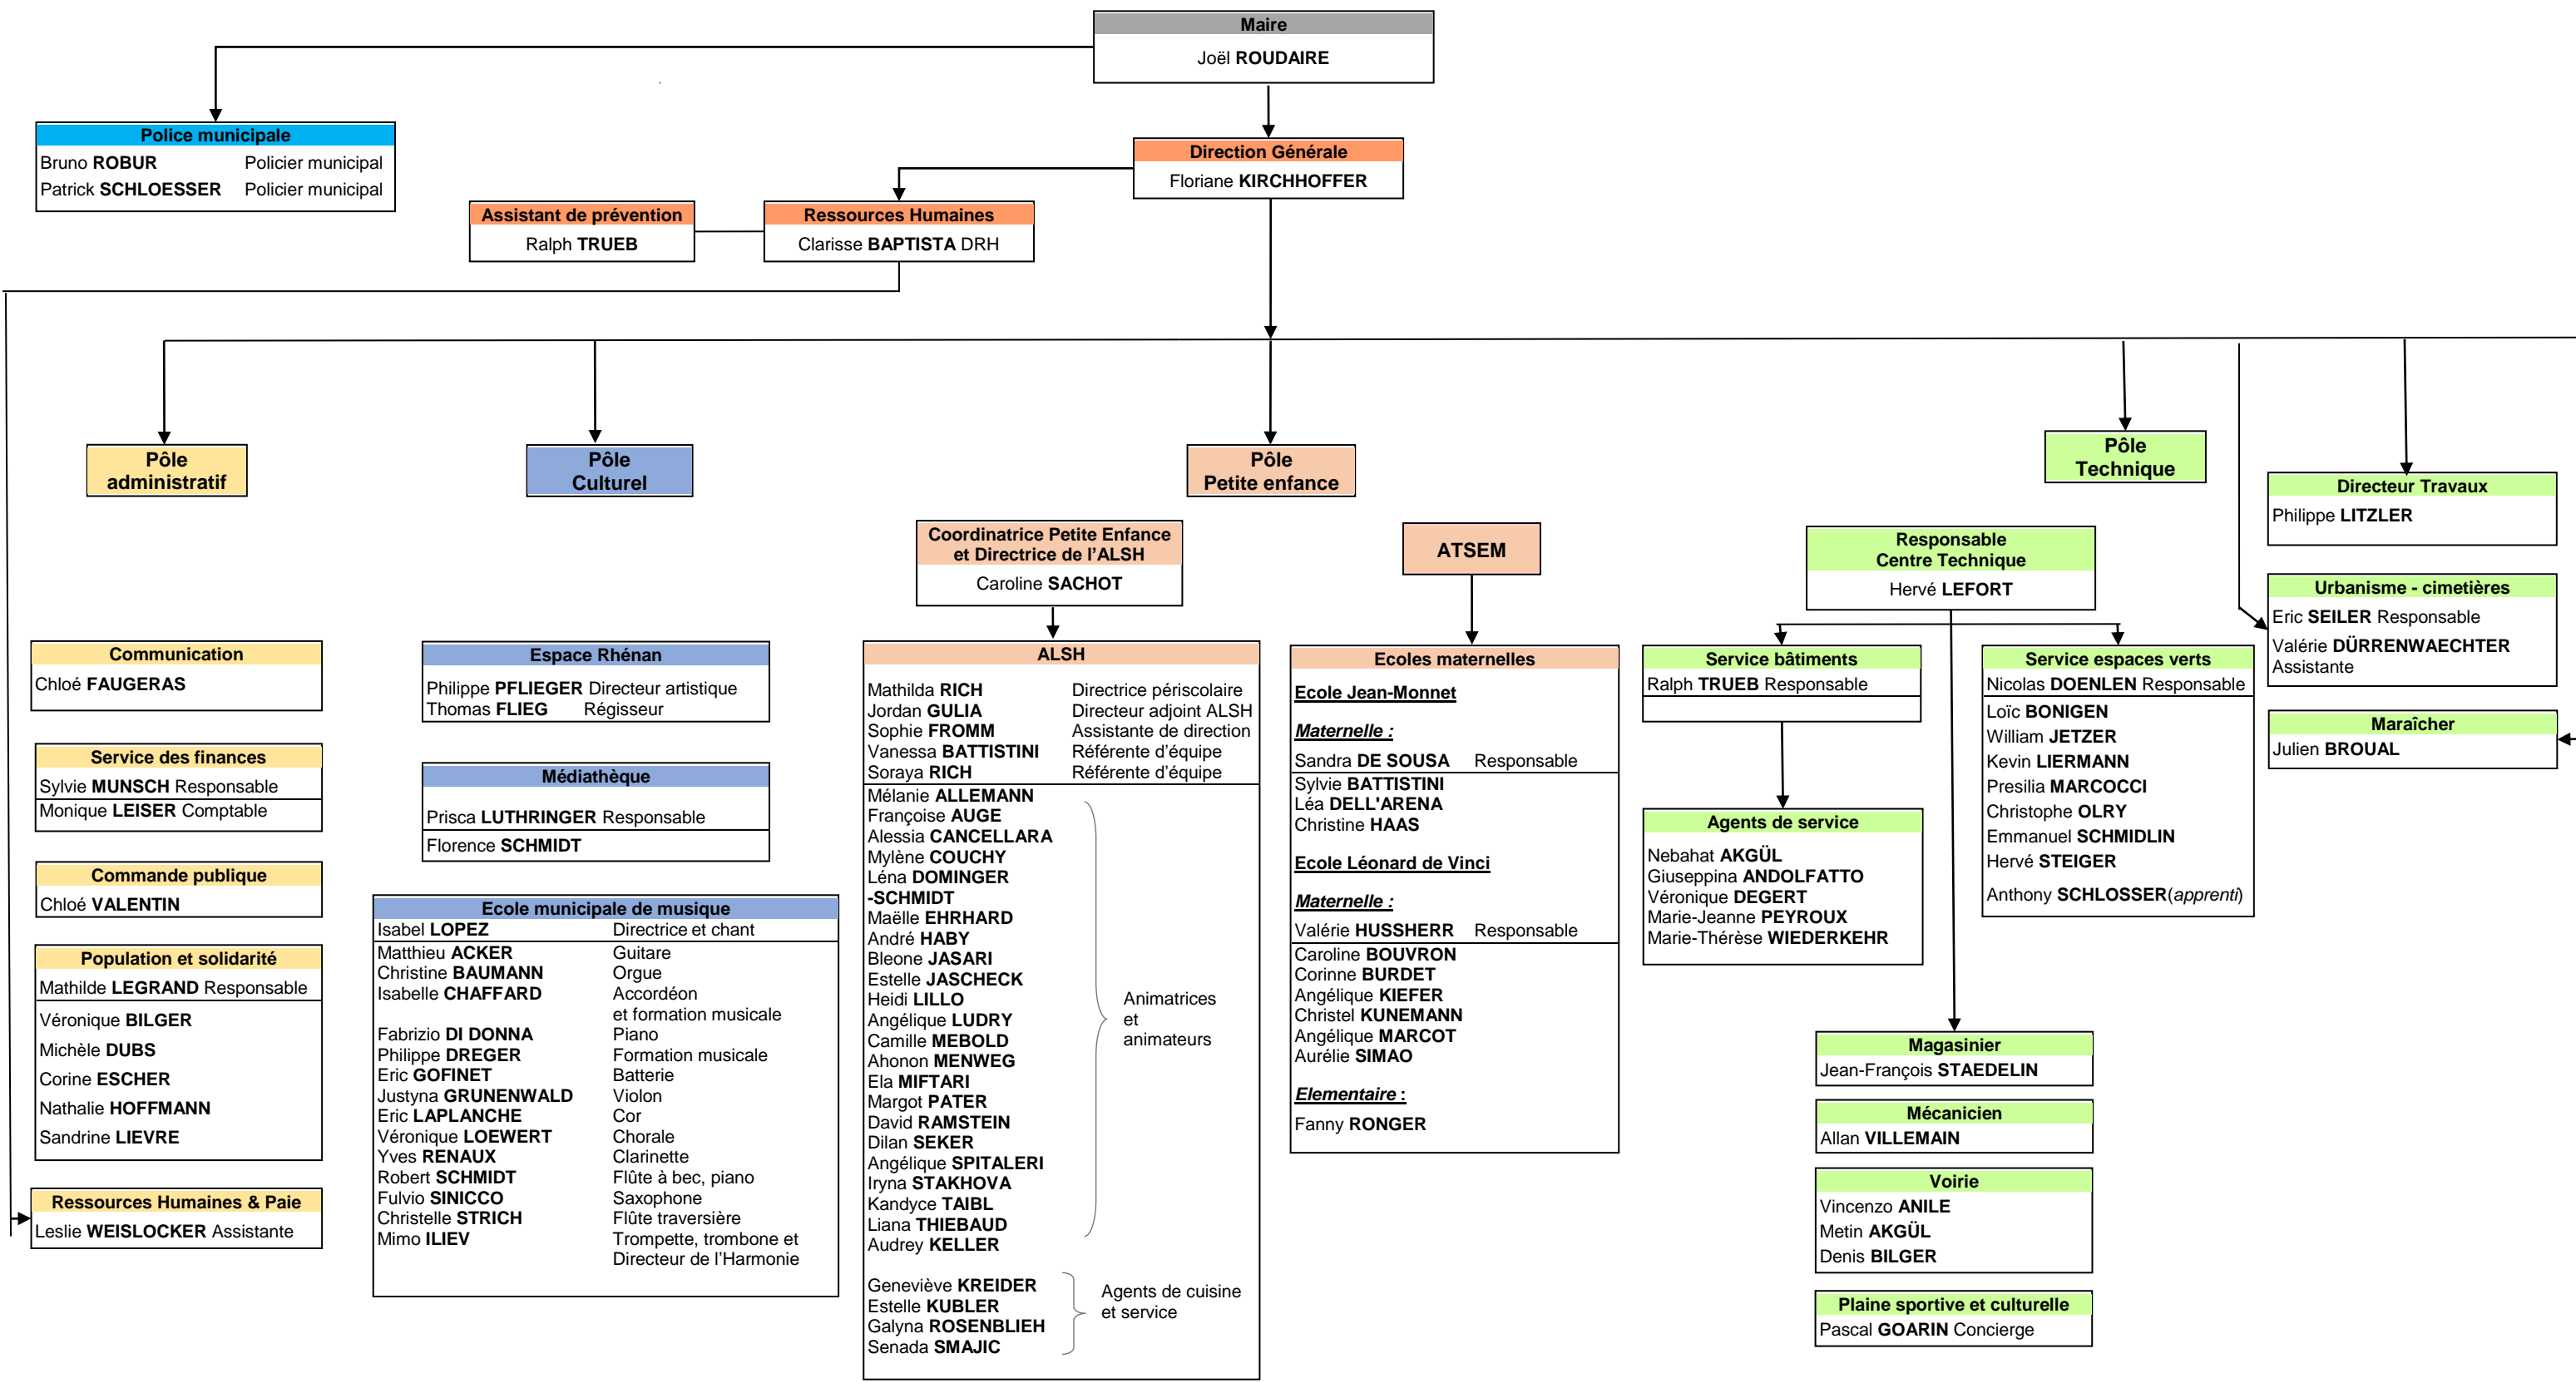 Maire
Joël ROUDAIRE
Police municipale
Bruno ROBUR Policier municipal
Patrick SCHLOESSER Policier municipal
Direction Générale
Floriane KIRCHHOFFER
Assistant de prévention
Ralph TRUEB
Ressources Humaines
Clarisse BAPTISTA DRH
Pôle
administratif
Communication
Chloé FAUGERAS
Service des finances
Sylvie MUNSCH Responsable
Monique LEISER Comptable
Commande publique
Chloé VALENTIN
Population et solidarité
Mathilde LEGRAND Responsable
Véronique BILGER
Michèle DUBS
Corine ESCHER
Nathalie HOFFMANN
Sandrine LIEVRE
Ressources Humaines & Paie
Leslie WEISLOCKER Assistante
Pôle
Culturel
Espace Rhénan
Philippe PFLIEGER Directeur artistique
Thomas FLIEG Régisseur
Médiathèque
Prisca LUTHRINGER Responsable
Florence SCHMIDT
Ecole municipale de musique
Isabel LOPEZ Directrice et chant
Matthieu ACKER Guitare
Christine BAUMANN Orgue
Isabelle CHAFFARD Accordéon
et formation musicale
Fabrizio DI DONNA Piano
Philippe DREGER Formation musicale
Eric GOFINET Batterie
Justyna GRUNENWALD Violon
Eric LAPLANCHE Cor
Véronique LOEWERT Chorale
Yves RENAUX Clarinette
Robert SCHMIDT Flûte à bec, piano
Fulvio SINICCO Saxophone
Christelle STRICH Flûte traversière
Mimo ILIEV Trompette, trombone et
Directeur de l'Harmonie
Pôle
Petite enfance
Coordinatrice Petite Enfance
et Directrice de l'ALSH
Caroline SACHOT
ALSH
Mathilda RICH Directrice périscolaire
Jordan GULIA Directeur adjoint ALSH
Sophie FROMM Assistante de direction
Vanessa BATTISTINI Référente d'équipe
Soraya RICH Référente d'équipe
Mélanie ALLEMANN
Françoise AUGE
Alessia CANCELLARA
Mylène COUCHY
Léna DOMINGER
-SCHMIDT
Maëlle EHRHARD
André HABY
Bleone JASARI
Estelle JASCHECK
Heidi LILLO
Angélique LUDRY
Camille MEBOLD
Ahonon MENWEG
Ela MIFTARI
Margot PATER
David RAMSTEIN
Dilan SEKER
Angélique SPITALERI
Iryna STAKHOVA
Kandyce TAIBL
Liana THIEBAUD
Audrey KELLER
Animatrices
et
animateurs
Geneviève KREIDER
Estelle KUBLER
Galyna ROSENBLIEH
Senada SMAJIC
Agents de cuisine
et service
ATSEM
Ecoles maternelles
Ecole Jean-Monnet
Maternelle :
Sandra DE SOUSA Responsable
Sylvie BATTISTINI
Léa DELL'ARENA
Christine HAAS
Ecole Léonard de Vinci
Maternelle :
Valérie HUSSHERR Responsable
Caroline BOUVRON
Corinne BURDET
Angélique KIEFER
Christel KUNEMANN
Angélique MARCOT
Aurélie SIMAO
Elementaire :
Fanny RONGER
Pôle
Technique
Responsable
Centre Technique
Hervé LEFORT
Service bâtiments
Ralph TRUEB Responsable
Agents de service
Nebahat AKGÜL
Giuseppina ANDOLFATTO
Véronique DEGERT
Marie-Jeanne PEYROUX
Marie-Thérèse WIEDERKEHR
Service espaces verts
Nicolas DOENLEN Responsable
Loïc BONIGEN
William JETZER
Kevin LIERMANN
Presilia MARCOCCI
Christophe OLRY
Emmanuel SCHMIDLIN
Hervé STEIGER
Anthony SCHLOSSER(apprenti)
Magasinier
Jean-François STAEDELIN
Mécanicien
Allan VILLEMAIN
Voirie
Vincenzo ANILE
Metin AKGÜL
Denis BILGER
Plaine sportive et culturelle
Pascal GOARIN Concierge
Directeur Travaux
Philippe LITZLER
Urbanisme - cimetières
Eric SEILER Responsable
Valérie DÜRRENWAECHTER
Assistante
Maraîcher
Julien BROUAL